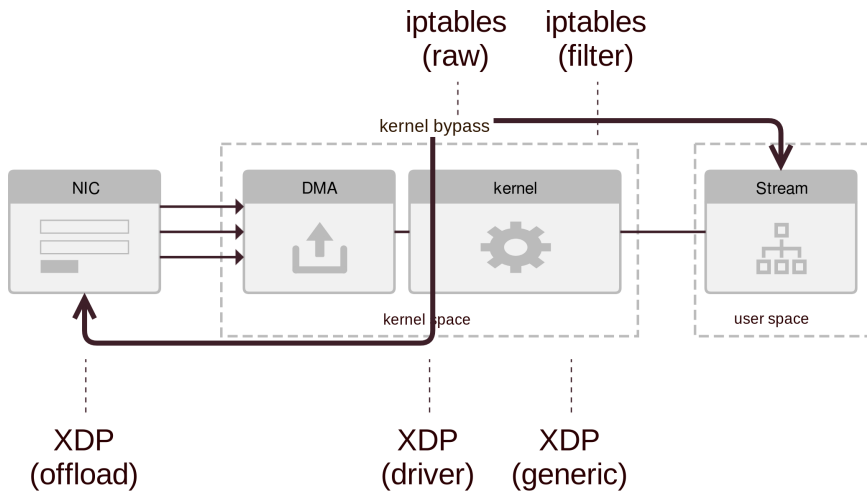 iptables
(raw)
iptables
(filter)
kernel bypass
NIC
DMA
kernel
Stream
kernel space
user space
XDP
(offload)
XDP
(driver)
XDP
(generic)